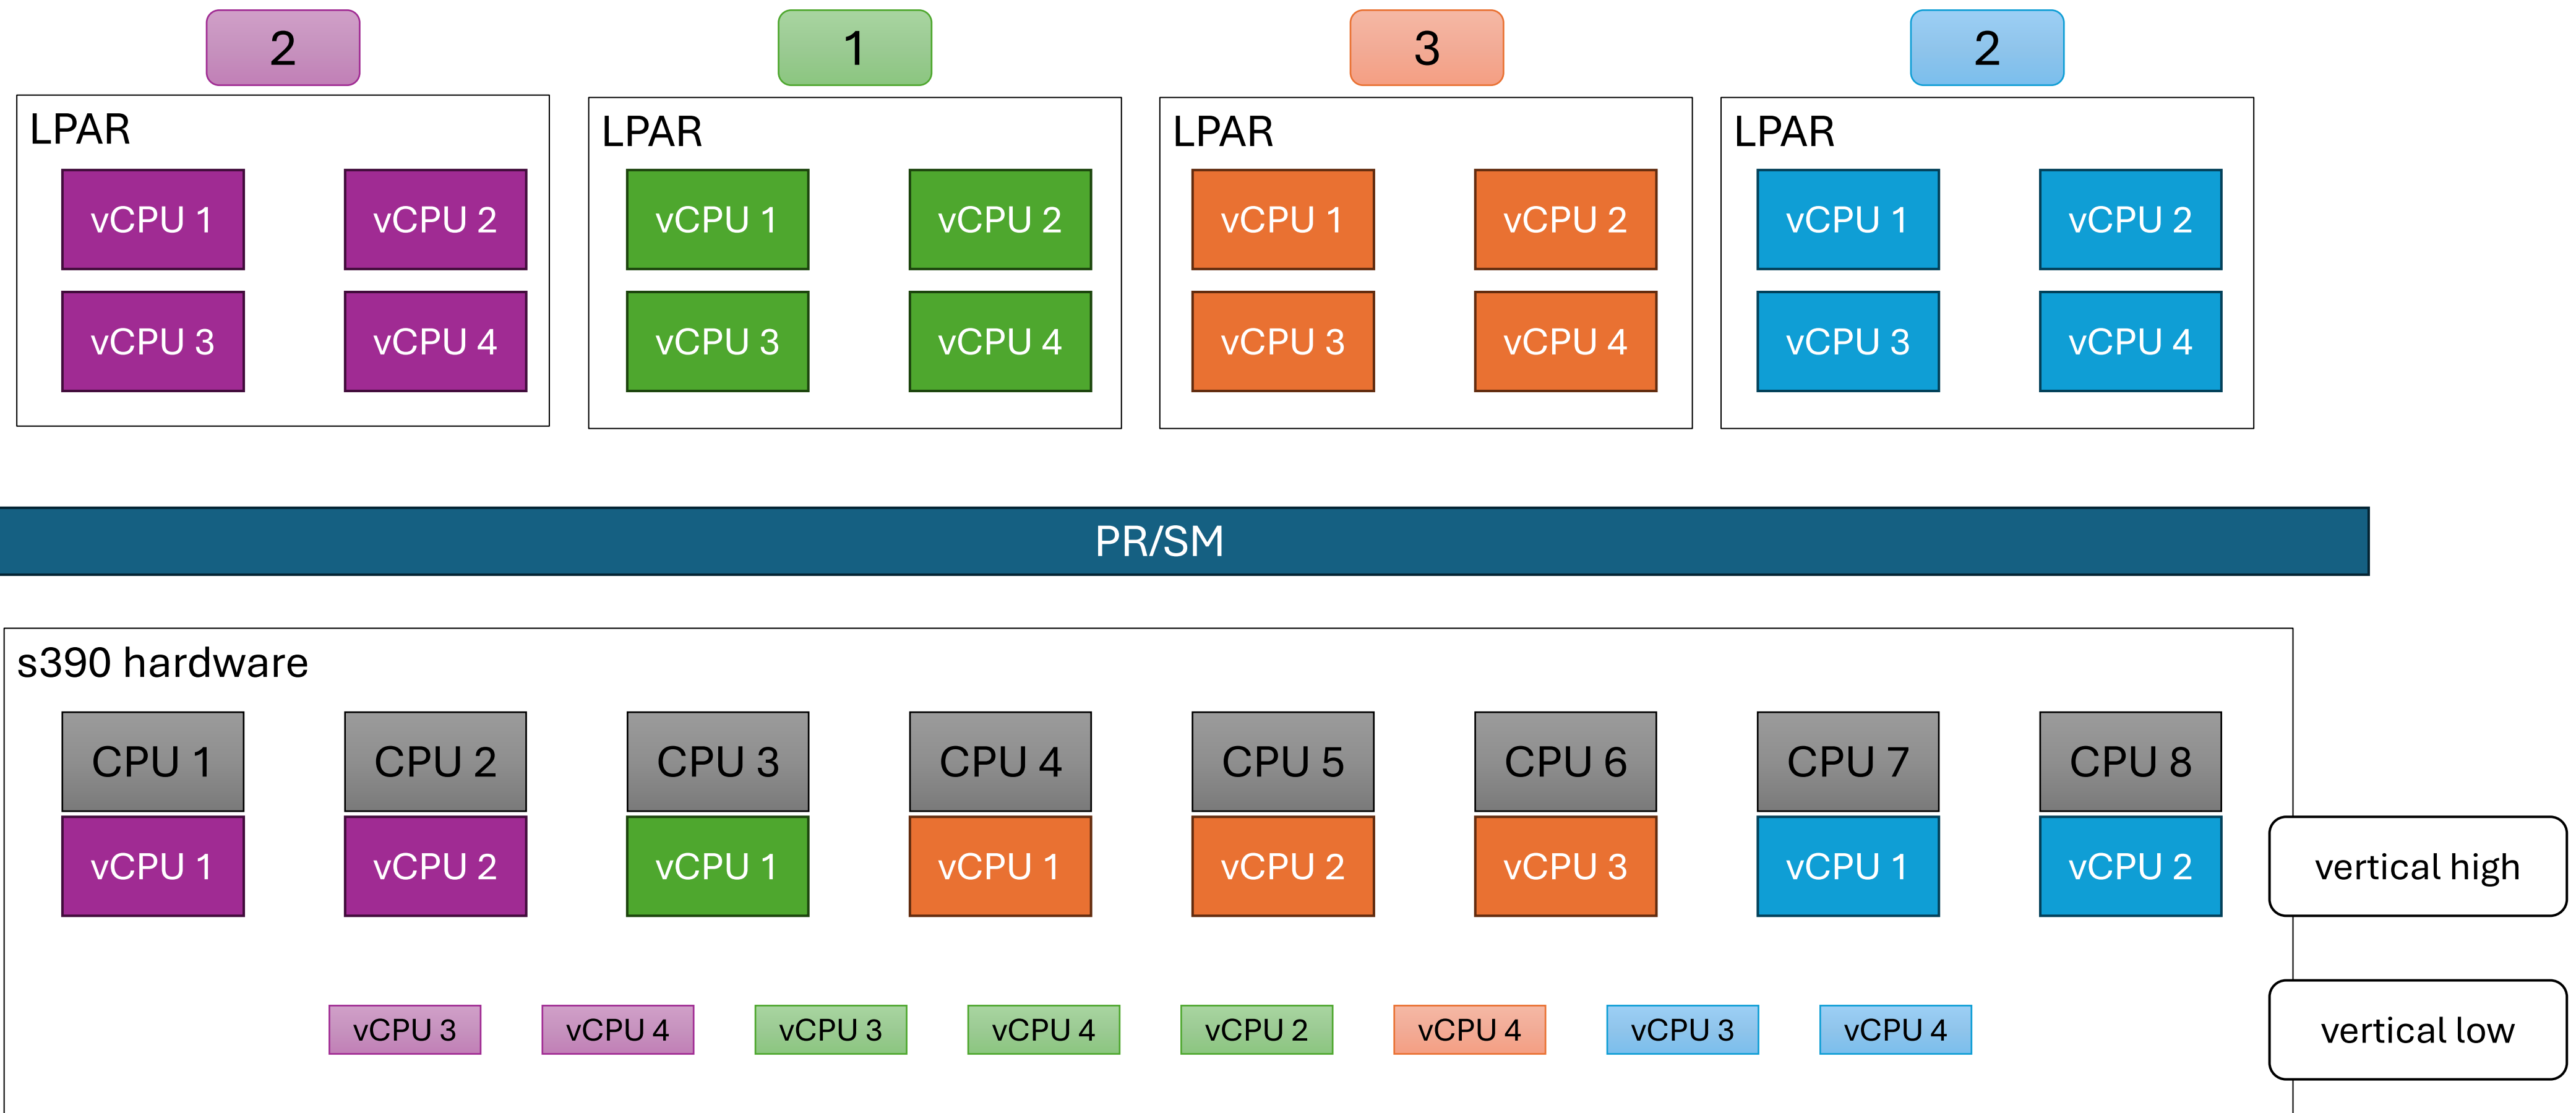 2
1
3
2
LPAR
LPAR
LPAR
LPAR
vCPU 1
vCPU 2
vCPU 1
vCPU 2
vCPU 1
vCPU 2
vCPU 1
vCPU 2
vCPU 3
vCPU 4
vCPU 3
vCPU 4
vCPU 3
vCPU 4
vCPU 3
vCPU 4
PR/SM
s390 hardware
CPU 1
CPU 2
CPU 3
CPU 4
CPU 5
CPU 6
CPU 7
CPU 8
vCPU 1
vCPU 2
vCPU 1
vCPU 1
vCPU 2
vCPU 3
vCPU 1
vCPU 2
vertical high
vCPU 3
vCPU 4
vCPU 3
vCPU 4
vCPU 2
vCPU 4
vCPU 3
vCPU 4
vertical low